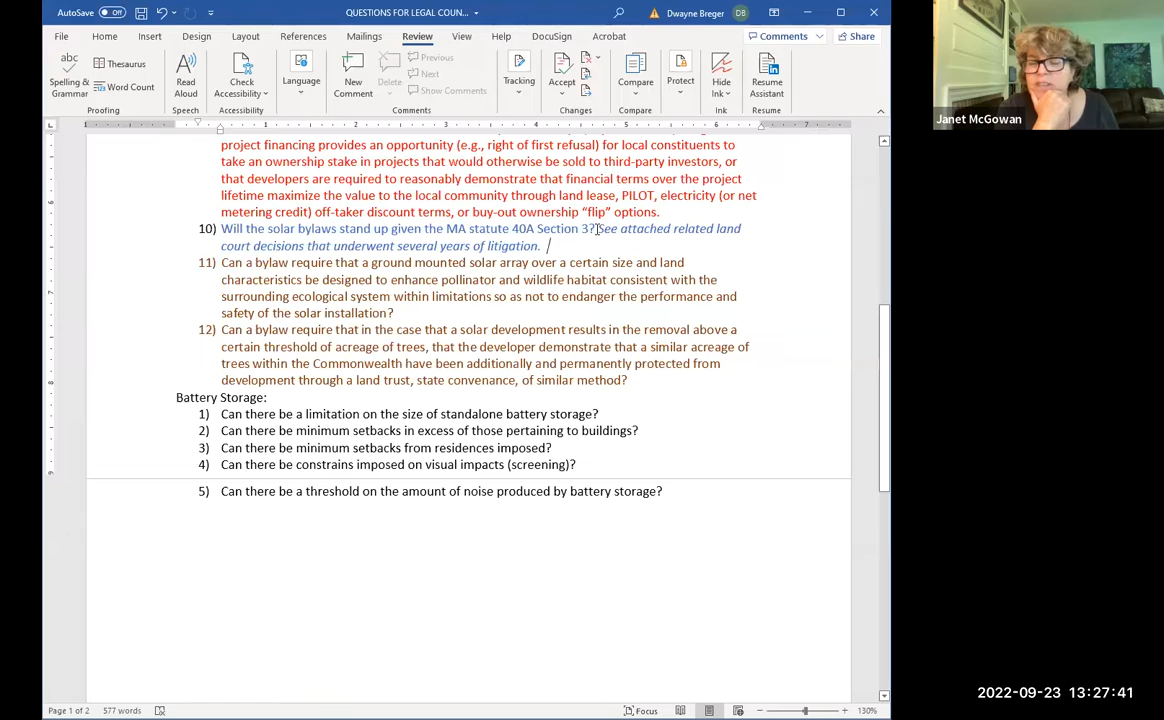 AutoSave Off
QUESTIONS FOR LEGAL COUN...
Dwayne Breger DB
File Home Insert Draw Design Layout References Mailings Review View Help DocuSign Acrobat Comments Share
Spelling & Grammar
Thesaurus
Word Count
Proofing
Read Aloud
Speech
Check Accessibility
Accessibility
Language
New Comment
Delete
Previous
Next
Show Comments
Comments
Tracking
Accept
Changes
Compare
Protect
Hide Ink
Ink
Resume Assistant
Resume
1 1 2 3 4 5 6 7
project financing provides an opportunity (e.g., right of first refusal) for local constituents to
take an ownership stake in projects that would otherwise be sold to third-party investors, or
that developers are required to reasonably demonstrate that financial terms over the project
lifetime maximize the value to the local community through land lease, PILOT, electricity (or net
metering credit) off-taker discount terms, or buy-out ownership “flip” options.
10) Will the solar bylaws stand up given the MA statute 40A Section 3? See attached related land
court decisions that underwent several years of litigation.
11) Can a bylaw require that a ground mounted solar array over a certain size and land
characteristics be designed to enhance pollinator and wildlife habitat consistent with the
surrounding ecological system within limitations so as not to endanger the performance and
safety of the solar installation?
12) Can a bylaw require that in the case that a solar development results in the removal above a
certain threshold of acreage of trees, that the developer demonstrate that a similar acreage of
trees within the Commonwealth have been additionally and permanently protected from
development through a land trust, state convenance, of similar method?
Battery Storage:
1) Can there be a limitation on the size of standalone battery storage?
2) Can there be minimum setbacks in excess of those pertaining to buildings?
3) Can there be minimum setbacks from residences imposed?
4) Can there be constrains imposed on visual impacts (screening)?
5) Can there be a threshold on the amount of noise produced by battery storage?
Page 1 of 2 577 words Focus 130%
Janet McGowan
2022-09-23 13:27:41